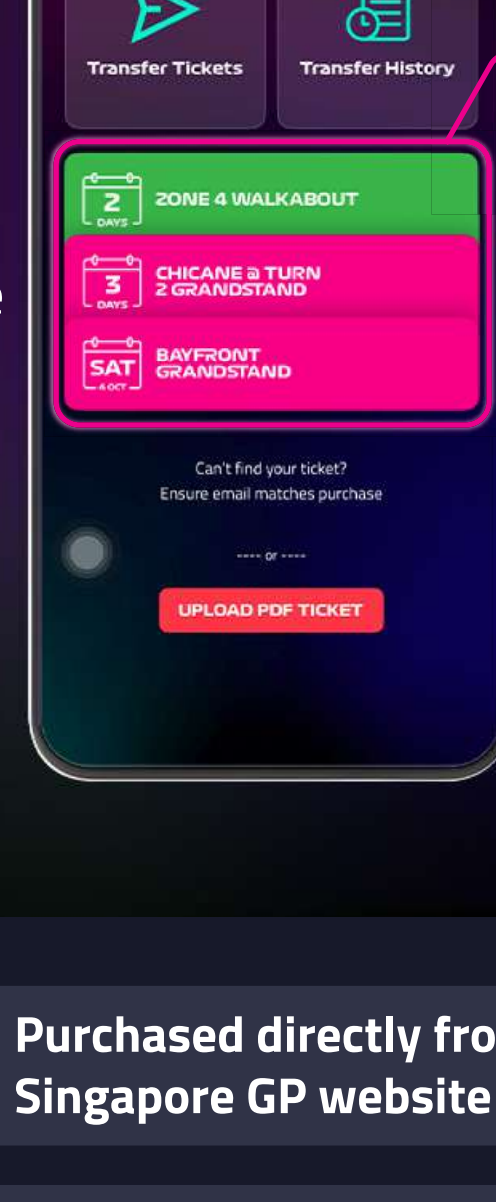 Transfer Tickets
Transfer History
2
DAYS
ZONE 4 WALKABOUT
3
DAYS
CHICANE @ TURN
2 GRANDSTAND
SAT
4 OCT
BAYFRONT
GRANDSTAND
e
Can't find your ticket?
Ensure email matches purchase
---- or ----
UPLOAD PDF TICKET
Purchased directly fro
Singapore GP website